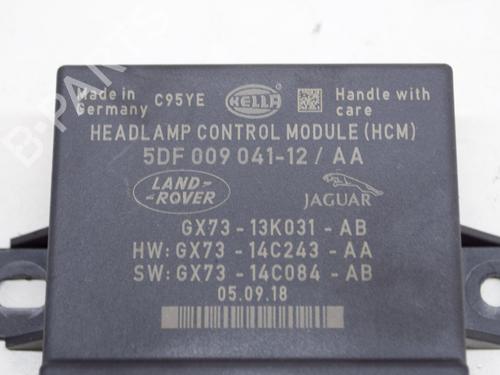 B-PARTS
Made in Germany C95YE HELLA Handle with care
HEADLAMP CONTROL MODULE (HCM)
5DF 009 041-12 / AA
LAND-ROVER JAGUAR
GX73 - 13K031 - AB
HW: GX73 - 14C243 - AA
SW: GX73 - 14C084 - AB
05.09.18